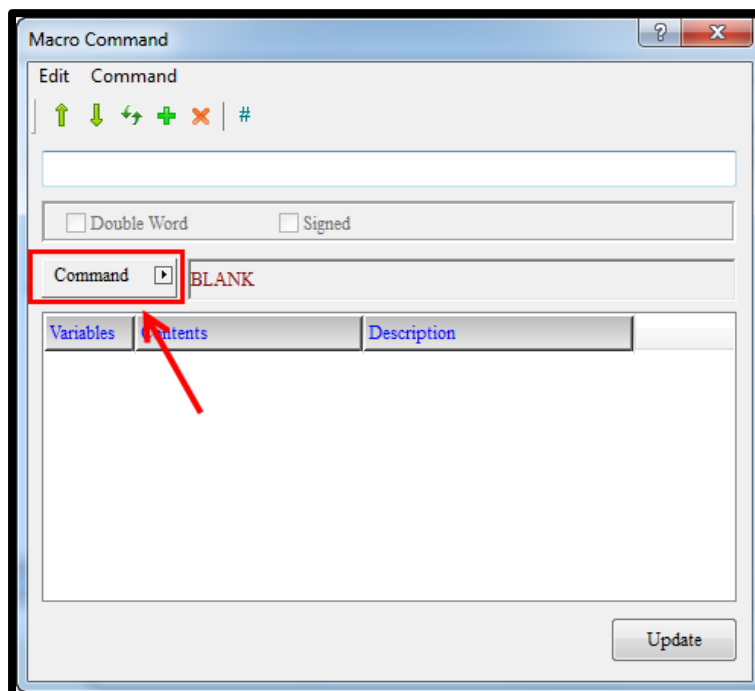 Macro Command
Edit Command
#
Double Word Signed
Command BLANK
Variables Contents Description
Update